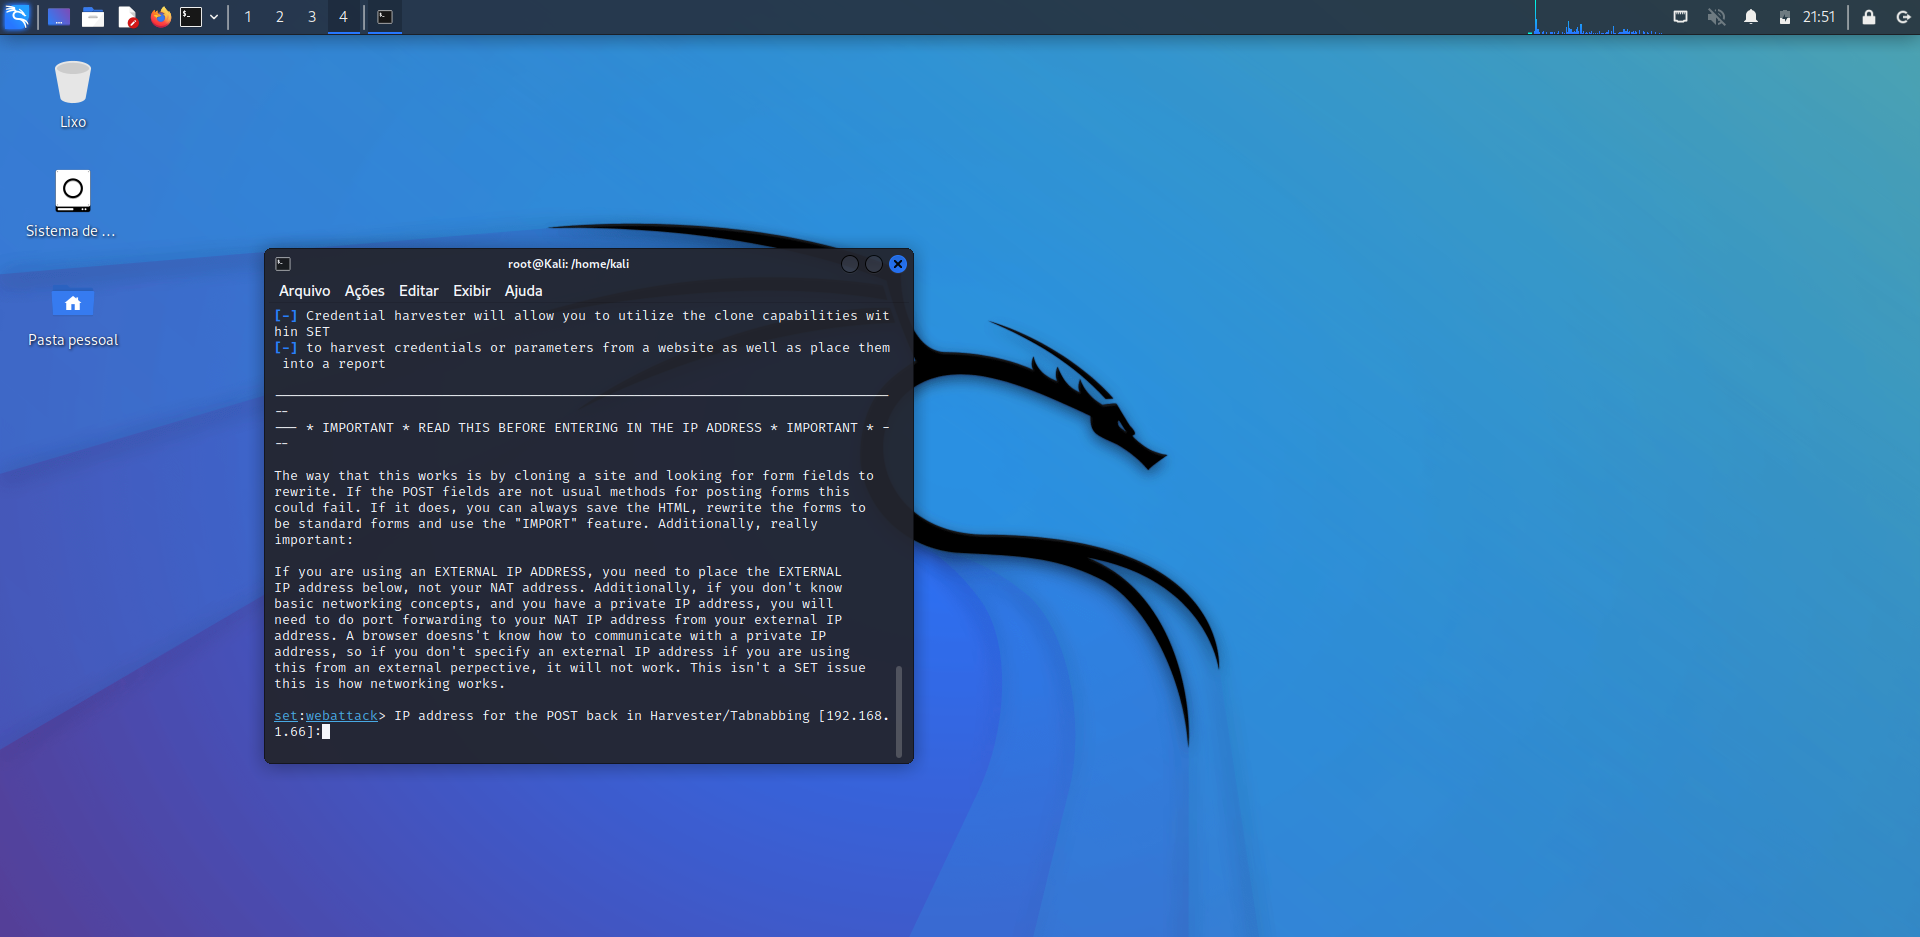 1 2 3 4
21:51
Lixo
Sistema de ...
Pasta pessoal
root@Kali: /home/kali
Arquivo Ações Editar Exibir Ajuda
[-] Credential harvester will allow you to utilize the clone capabilities wit
hin SET
[-] to harvest credentials or parameters from a website as well as place them
into a report
--
--- * IMPORTANT * READ THIS BEFORE ENTERING IN THE IP ADDRESS * IMPORTANT * -
--
The way that this works is by cloning a site and looking for form fields to
rewrite. If the POST fields are not usual methods for posting forms this
could fail. If it does, you can always save the HTML, rewrite the forms to
be standard forms and use the "IMPORT" feature. Additionally, really
important:
If you are using an EXTERNAL IP ADDRESS, you need to place the EXTERNAL
IP address below, not your NAT address. Additionally, if you don't know
basic networking concepts, and you have a private IP address, you will
need to do port forwarding to your NAT IP address from your external IP
address. A browser doesns't know how to communicate with a private IP
address, so if you don't specify an external IP address if you are using
this from an external perpective, it will not work. This isn't a SET issue
this is how networking works.
set:webattack> IP address for the POST back in Harvester/Tabnabbing [192.168.
1.66]: